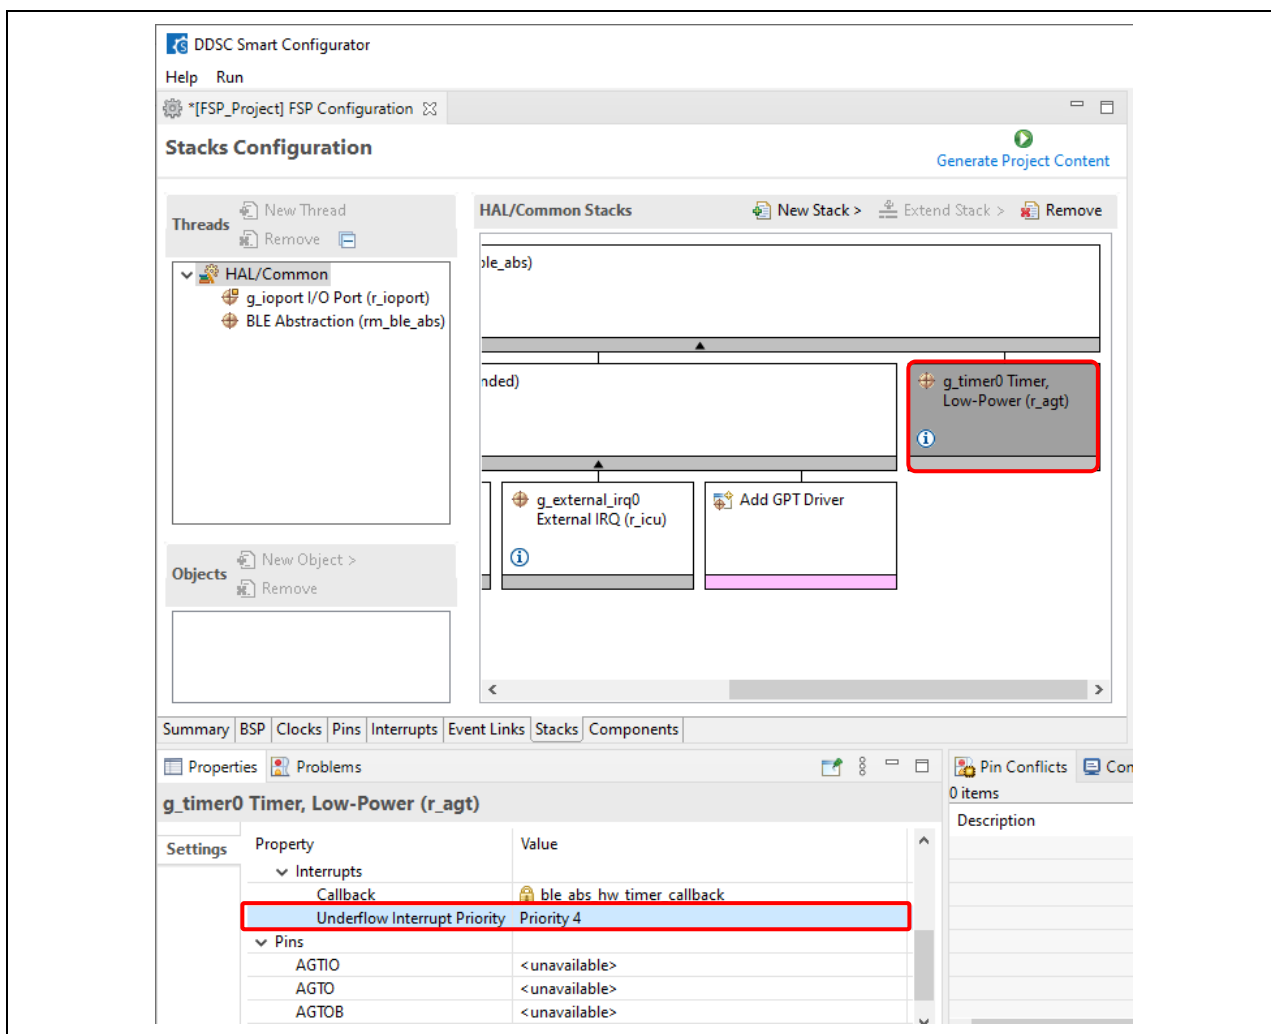 DDSC Smart Configurator
Help Run
*[FSP_Project] FSP Configuration
Stacks Configuration
Generate Project Content
Threads
New Thread
Remove
HAL/Common Stacks
New Stack >
Extend Stack >
Remove
HAL/Common
g_ioport I/O Port (r_ioport)
BLE Abstraction (rm_ble_abs)
ble_abs)
nded)
g_timer0 Timer,
Low-Power (r_agt)
g_external_irq0
External IRQ (r_icu)
Add GPT Driver
Objects
New Object >
Remove
Summary BSP Clocks Pins Interrupts Event Links Stacks Components
Properties Problems
Pin Conflicts Con
g_timer0 Timer, Low-Power (r_agt)
0 items
Description
Settings
Property Value
Interrupts
Callback ble_abs_hw_timer_callback
Underflow Interrupt Priority Priority 4
Pins
AGTIO <unavailable>
AGTO <unavailable>
AGTOB <unavailable>